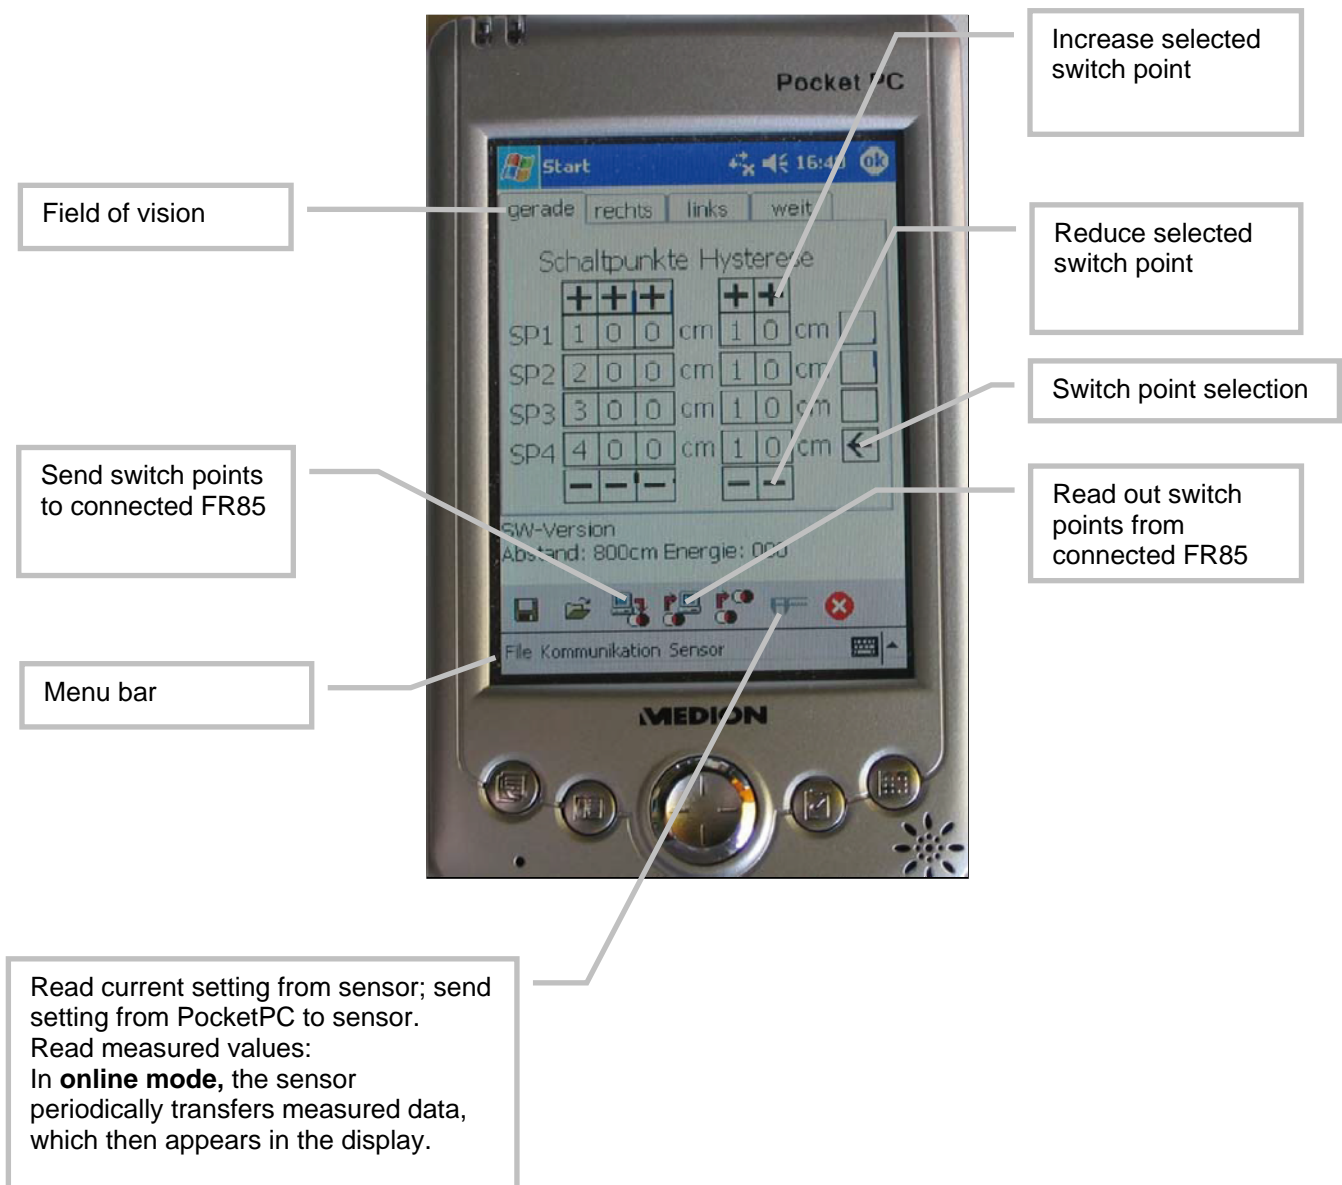 Increase selected
switch point
Pocket PC
Start 16:4
ok
Field of vision
gerade rechts links weit
Reduce selected
switch point
Schaltpunkte Hysterese
+ + + + +
SP1 1 0 0 cm 1 0 cm
SP2 2 0 0 cm 1 0 cm
Switch point selection
SP3 3 0 0 cm 1 0 cm
SP4 4 0 0 cm 1 0 cm
- - - - -
Send switch points
to connected FR85
Read out switch
points from
connected FR85
SW-Version
Abstand: 800cm Energie: 000
File Kommunikation Sensor
Menu bar
MEDION
Read current setting from sensor; send
setting from PocketPC to sensor.
Read measured values:
In online mode, the sensor
periodically transfers measured data,
which then appears in the display.